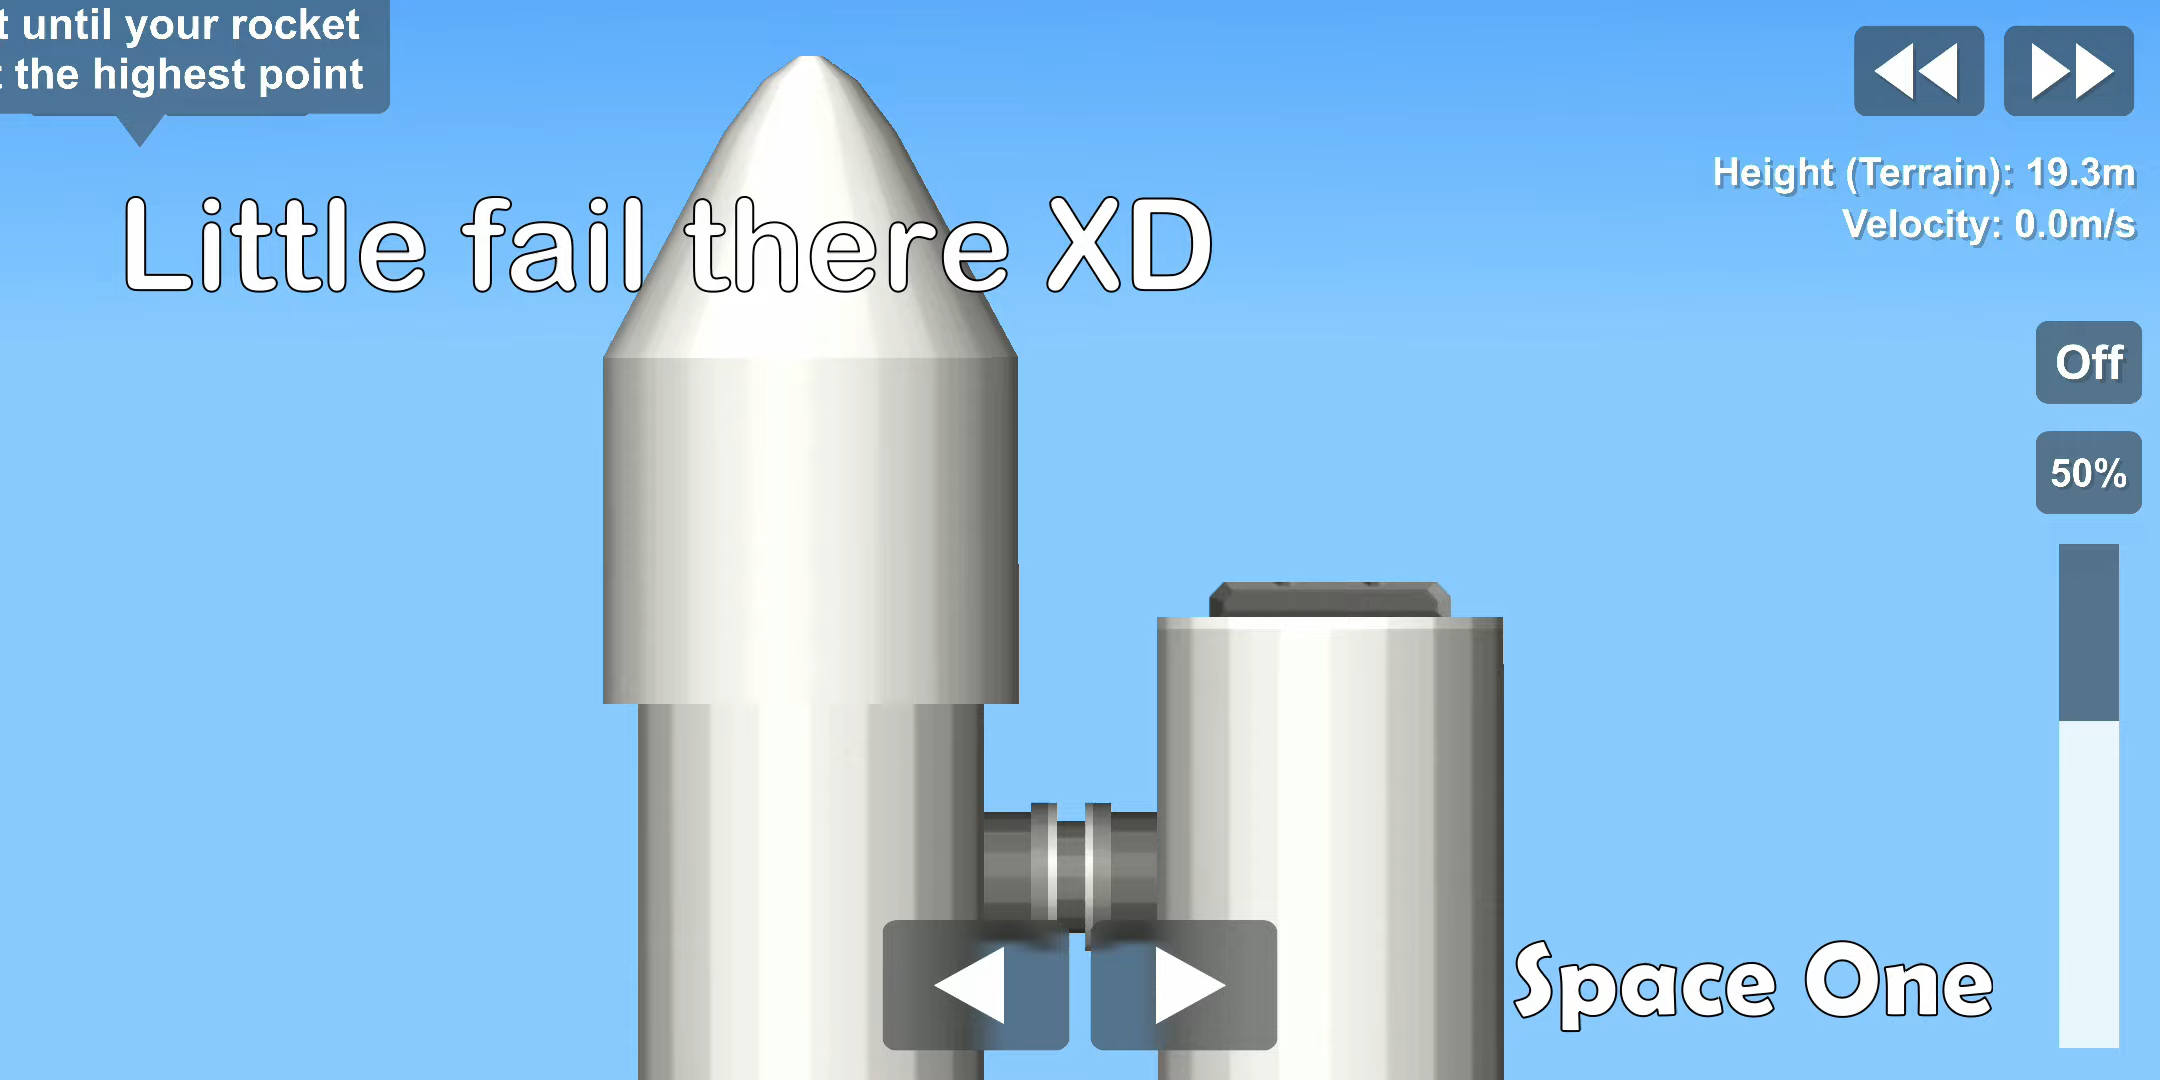 until your rocket
the highest point
Height (Terrain): 19.3m
Velocity: 0.0m/s
Little fail there XD
Off
50%
Space One